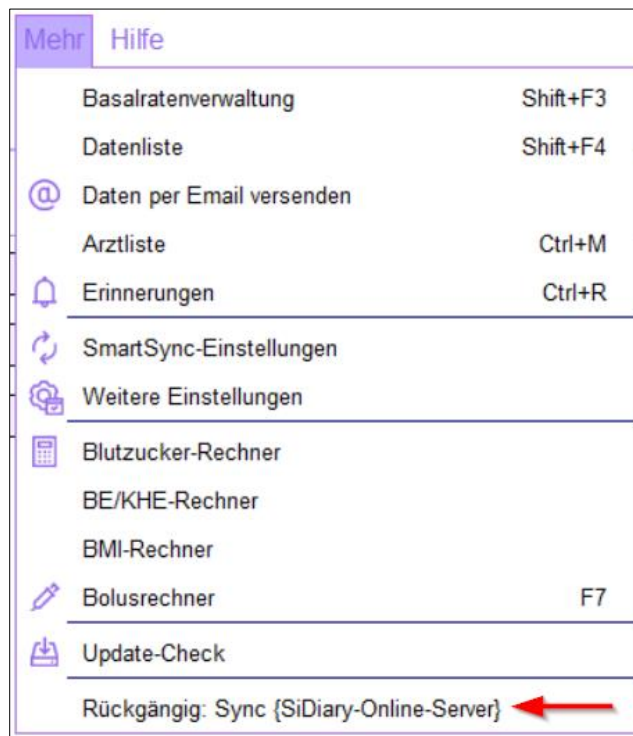 Mehr Hilfe
Basalratenverwaltung Shift+F3
Datenliste Shift+F4
Daten per Email versenden
Arztliste Ctrl+M
Erinnerungen Ctrl+R
SmartSync-Einstellungen
Weitere Einstellungen
Blutzucker-Rechner
BE/KHE-Rechner
BMI-Rechner
Bolusrechner F7
Update-Check
Rückgängig: Sync {SiDiary-Online-Server}